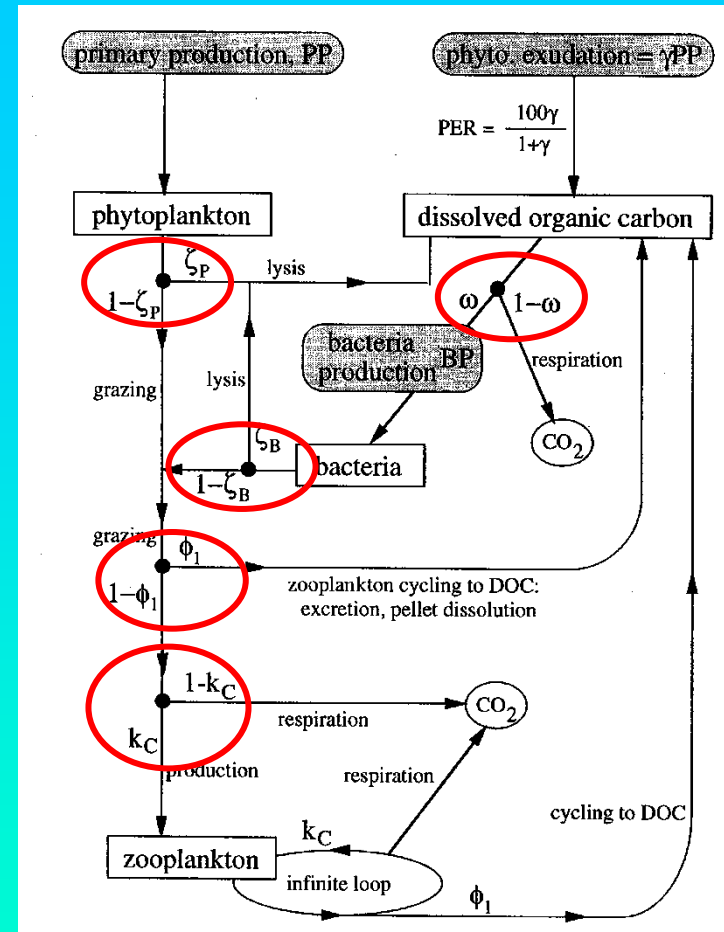 primary production, PP
phyto. exudation = γPP
PER = 100γ
1+γ
phytoplankton
dissolved organic carbon
ζP
lysis
1–ζP
ω
1–ω
bacteria
production BP
respiration
grazing
lysis
CO2
ζB
bacteria
1–ζB
grazing
ϕ1
zooplankton cycling to DOC:
excretion, pellet dissolution
1–ϕ1
1-kC
CO2
respiration
kC
production
respiration
cycling to DOC
kC
zooplankton
infinite loop
ϕ1